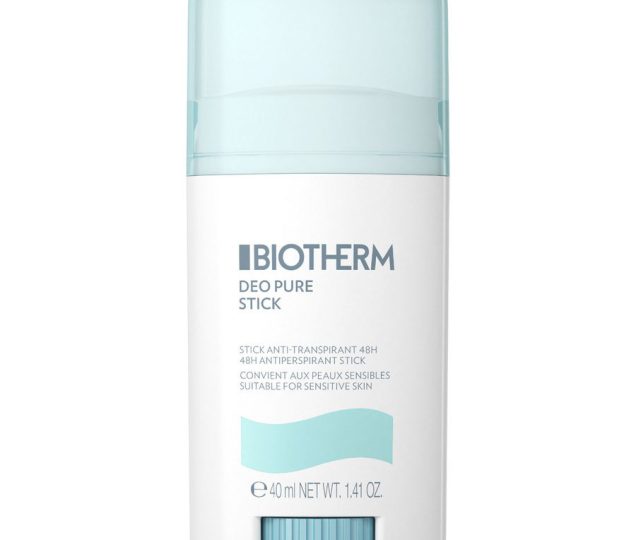 BIOTHERM
DEO PURE
STICK
STICK ANTI-TRANSPIRANT 48H
48H ANTIPERSPIRANT STICK
CONVIENT AUX PEAUX SENSIBLES
SUITABLE FOR SENSITIVE SKIN
℮ 40 ml NET WT. 1.41 OZ.